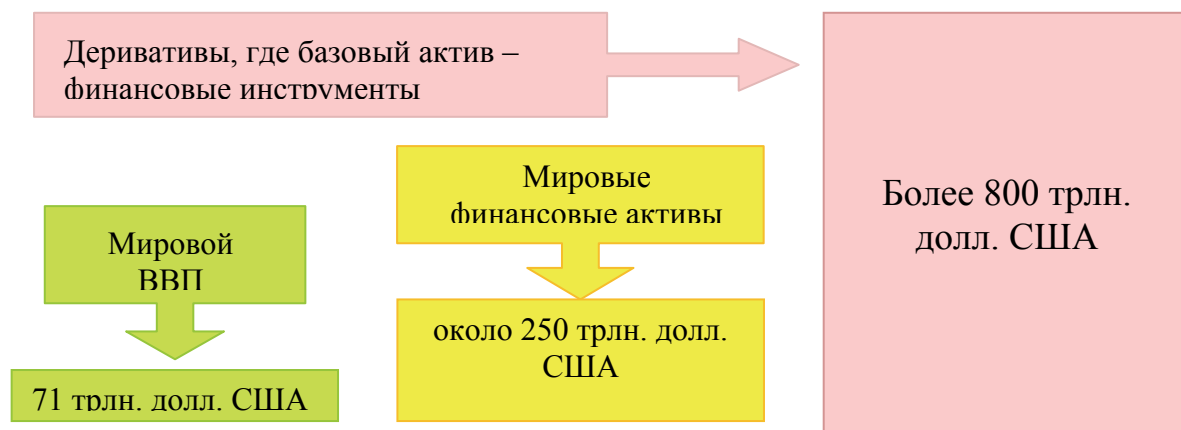 Деривативы, где базовый актив –
финансовые инструменты
Более 800 трлн.
долл. США
Мировые
финансовые активы
Мировой
ВВП
около 250 трлн. долл.
США
71 трлн. долл. США